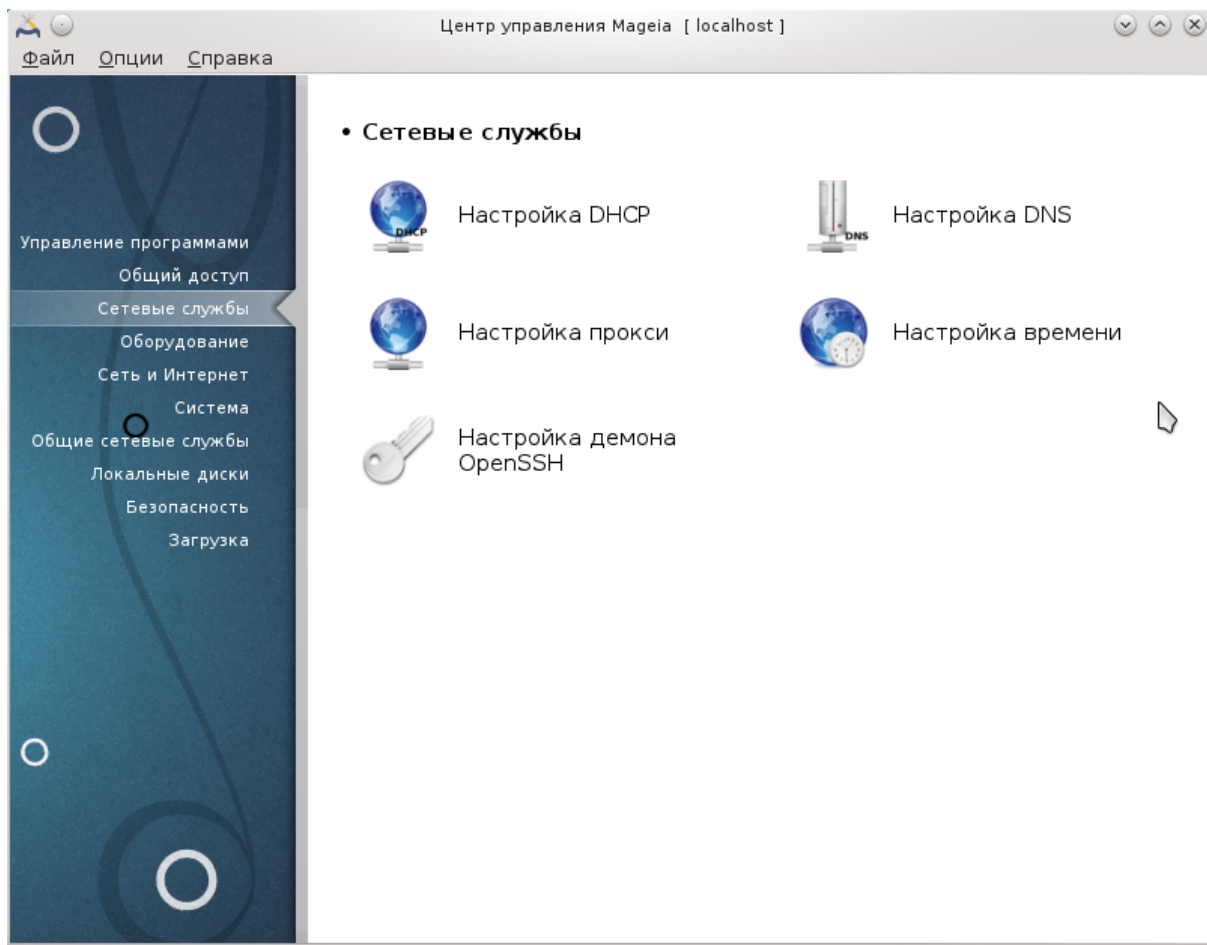 Центр управления Mageia [ localhost ]
Файл Опции Справка
Управление программами
Общий доступ
Сетевые службы
Оборудование
Сеть и Интернет
Система
Общие сетевые службы
Локальные диски
Безопасность
Загрузка
• Сетевые службы
DHCP
Настройка DHCP
DNS
Настройка DNS
Настройка прокси
Настройка времени
Настройка демона
OpenSSH